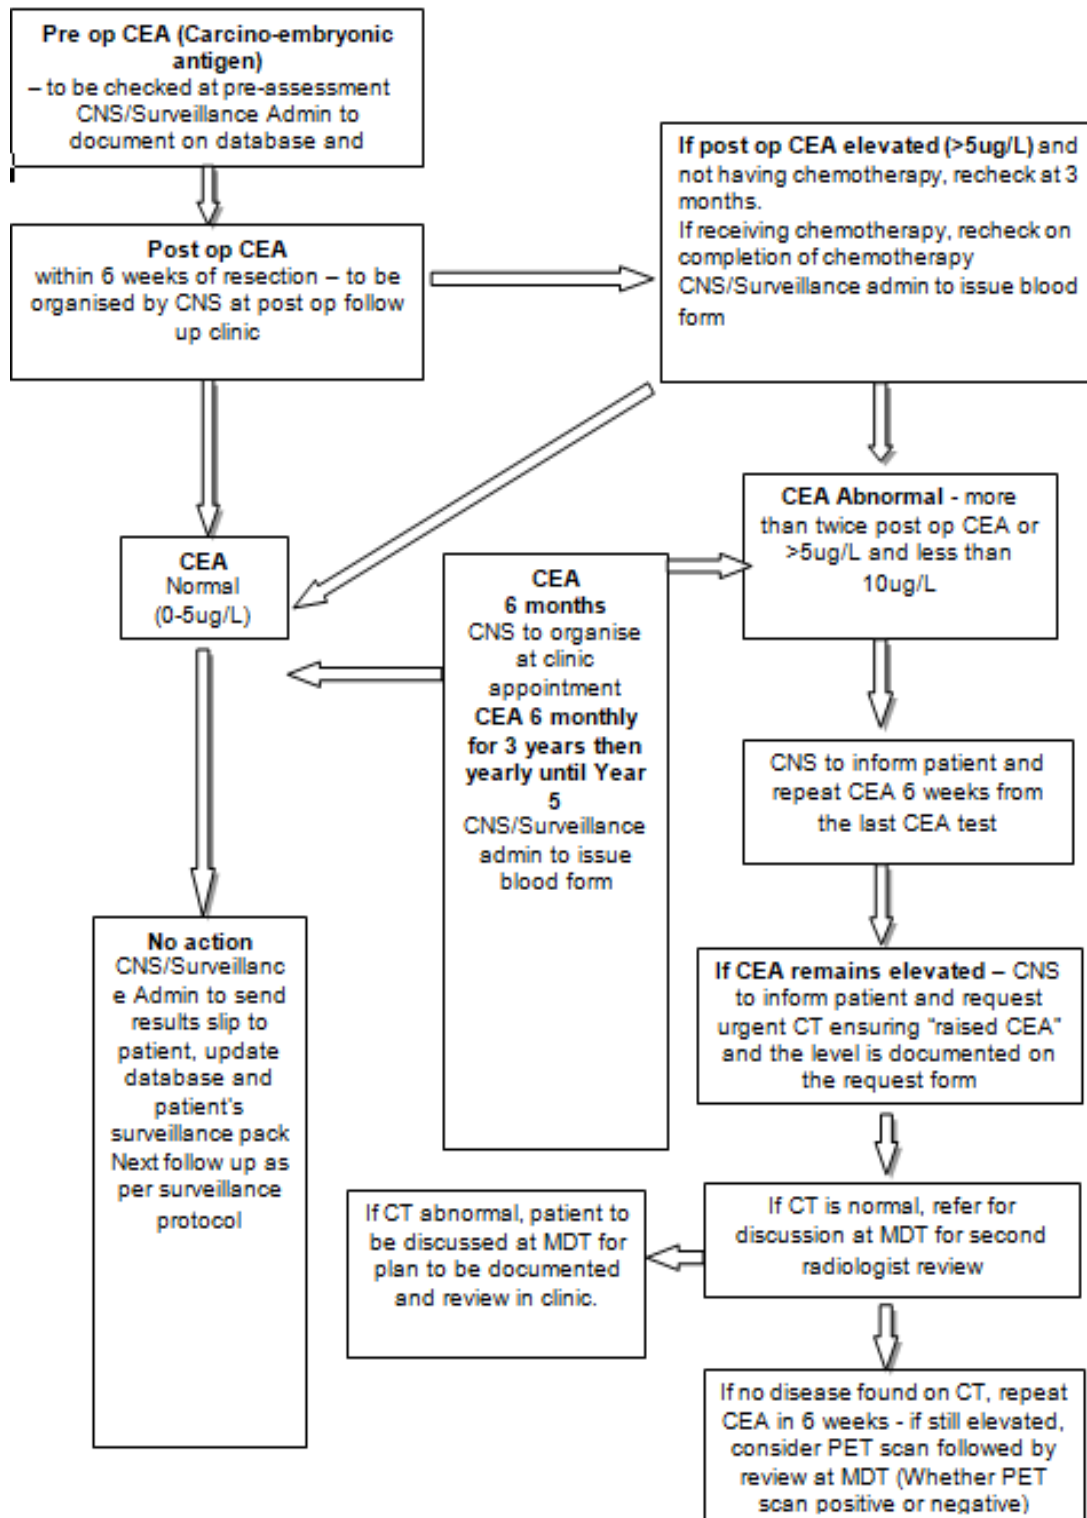 Pre op CEA (Carcino-embryonic
antigen)
– to be checked at pre-assessment
CNS/Surveillance Admin to
document on database and
If post op CEA elevated (>5ug/L) and
not having chemotherapy, recheck at 3
months.
If receiving chemotherapy, recheck on
completion of chemotherapy
CNS/Surveillance admin to issue blood
form
Post op CEA
within 6 weeks of resection – to be
organised by CNS at post op follow
up clinic
CEA Abnormal - more
than twice post op CEA or
>5ug/L and less than
10ug/L
CEA
Normal
(0-5ug/L)
CEA
6 months
CNS to organise
at clinic
appointment
CEA 6 monthly
for 3 years then
yearly until Year
5
CNS/Surveillance
admin to issue
blood form
CNS to inform patient and
repeat CEA 6 weeks from
the last CEA test
No action
CNS/Surveillanc
e Admin to send
results slip to
patient, update
database and
patient's
surveillance pack
Next follow up as
per surveillance
protocol
If CEA remains elevated – CNS
to inform patient and request
urgent CT ensuring "raised CEA"
and the level is documented on
the request form
If CT is normal, refer for
discussion at MDT for second
radiologist review
If CT abnormal, patient to
be discussed at MDT for
plan to be documented
and review in clinic.
If no disease found on CT, repeat
CEA in 6 weeks - if still elevated,
consider PET scan followed by
review at MDT (Whether PET
scan positive or negative)